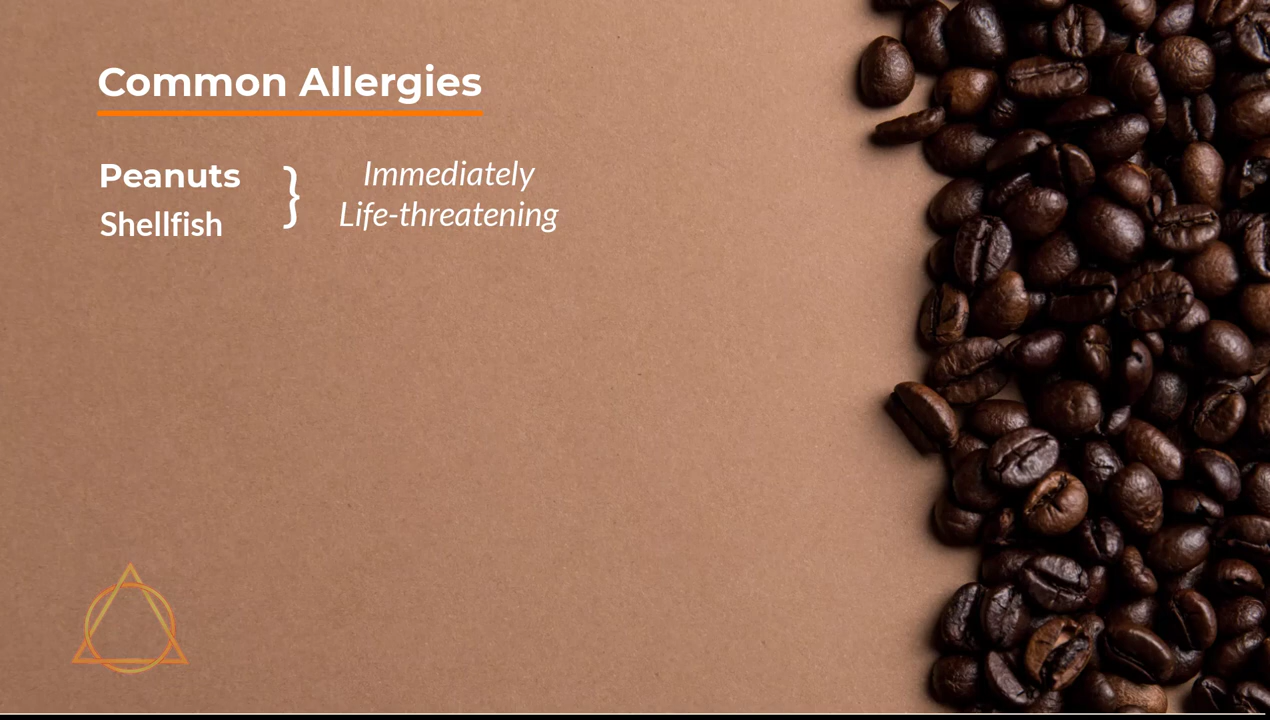 Common Allergies
Peanuts } Immediately
Shellfish Life-threatening